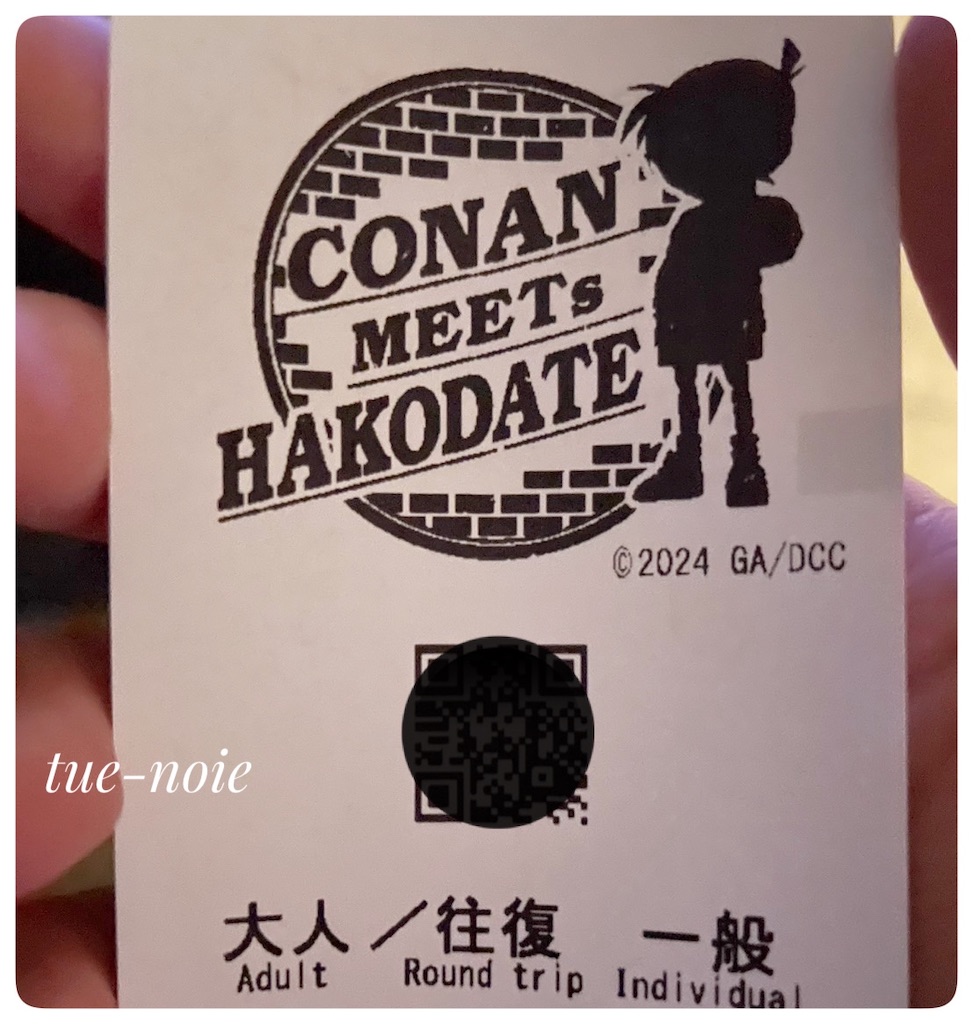 CONAN
MEETs
HAKODATE
©2024 GA/DCC
tue-noie
大人／往復 一般
Adult Round trip Individual